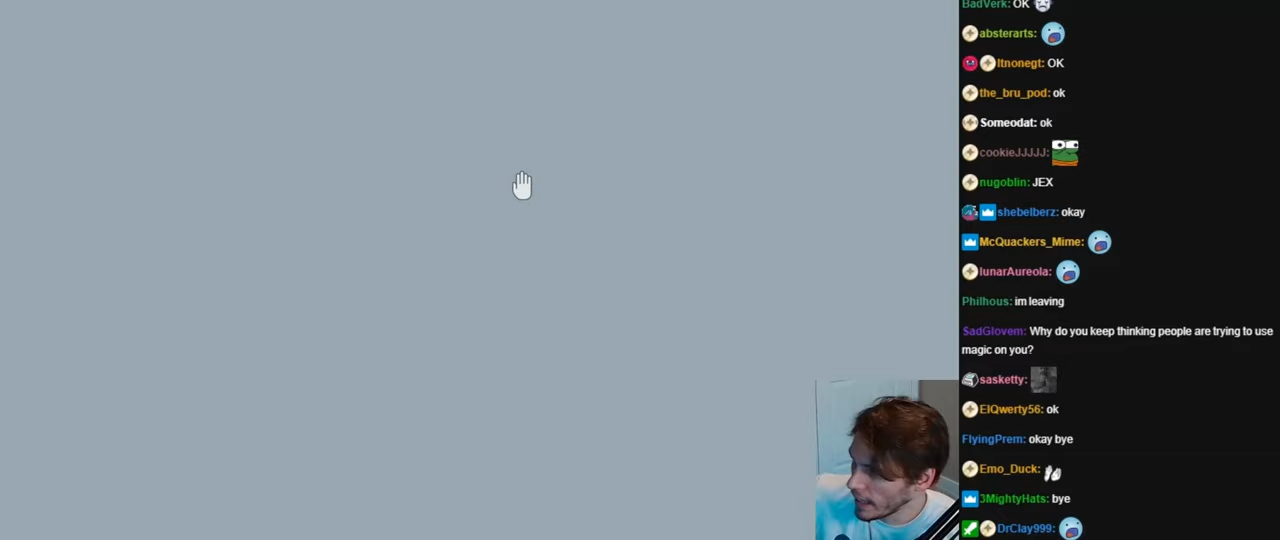 BadVerk: OK
absterarts:
Itnonegt: OK
the_bru_pod: ok
Someodat: ok
cookieJJJJJ:
nugoblin: JEX
shebelberz: okay
McQuackers_Mime:
lunarAureola:
Philhous: im leaving
SadGlovem: Why do you keep thinking people are trying to use
magic on you?
sasketty:
ElQwerty56: ok
FlyingPrem: okay bye
Emo_Duck:
3MightyHats: bye
DrClay999: